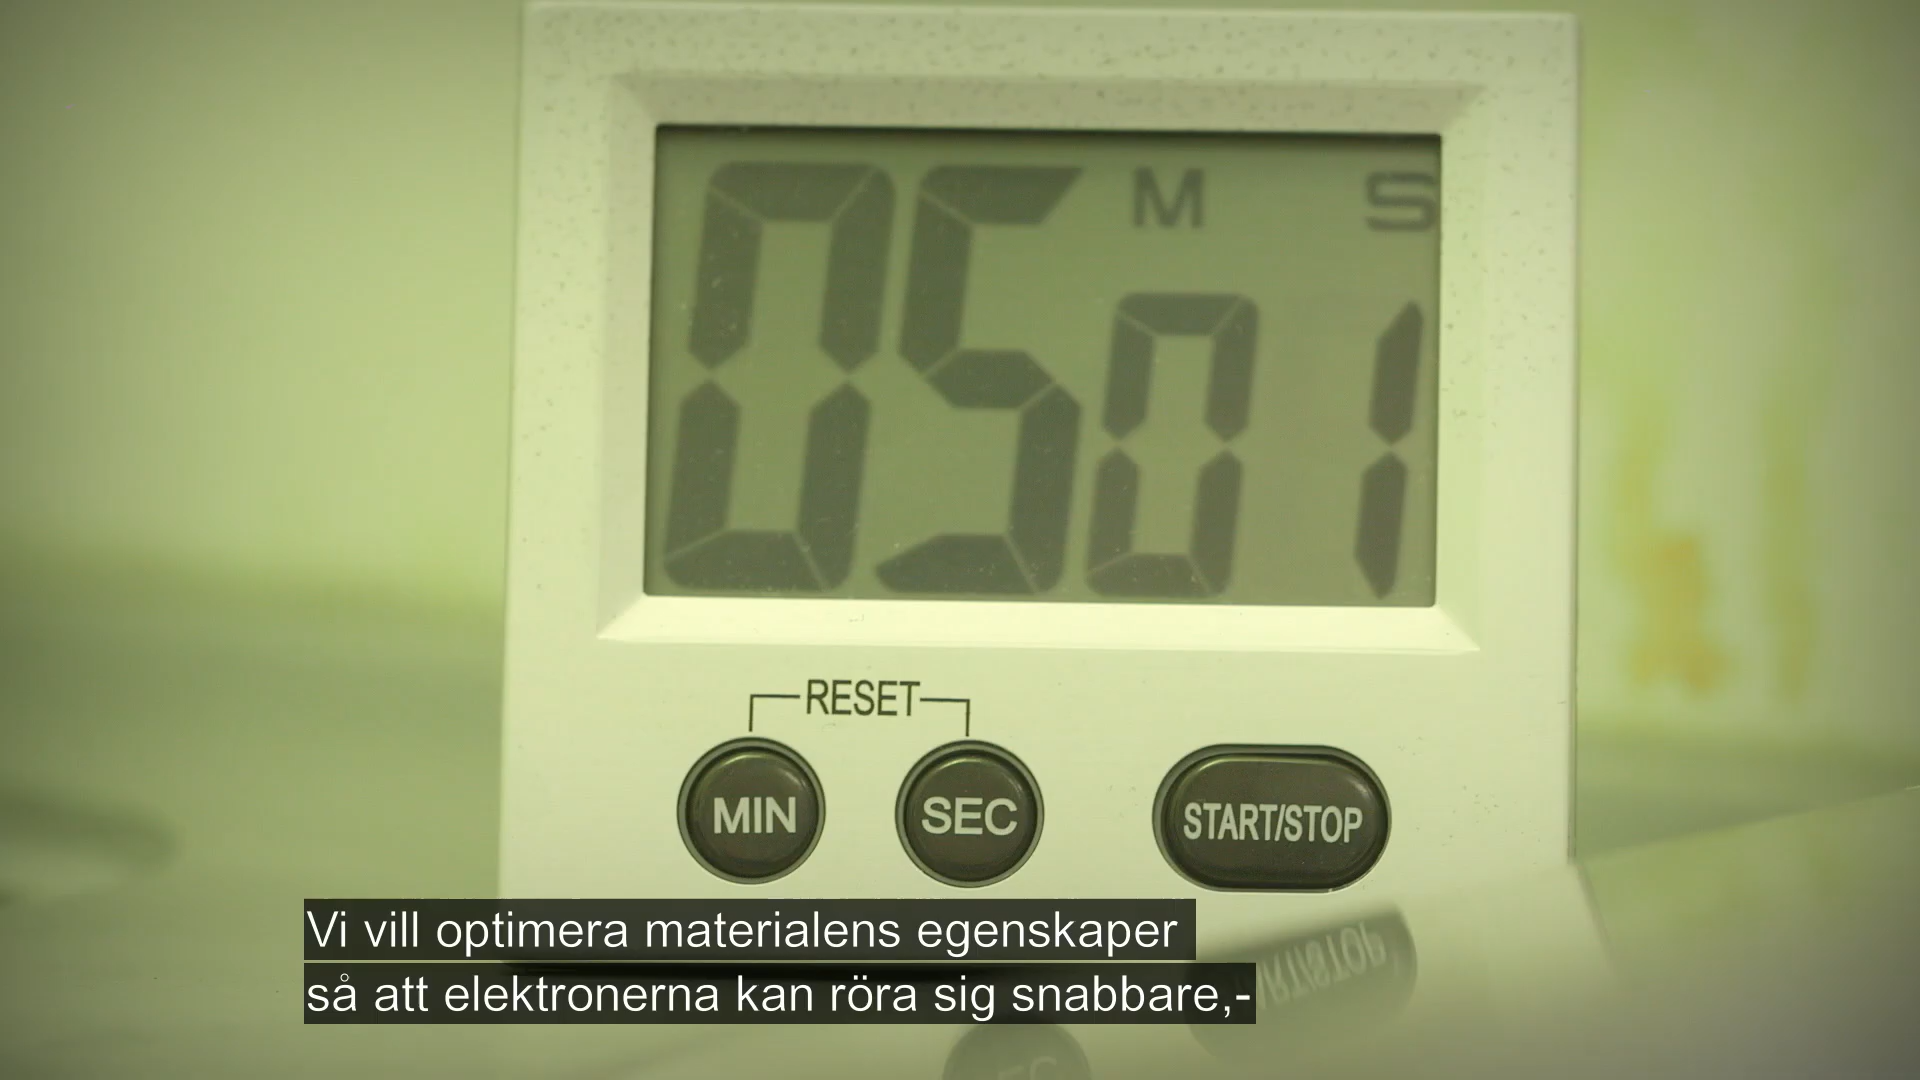 M S
05 01
RESET
MIN SEC START/STOP
Vi vill optimera materialens egenskaper
så att elektronerna kan röra sig snabbare,-